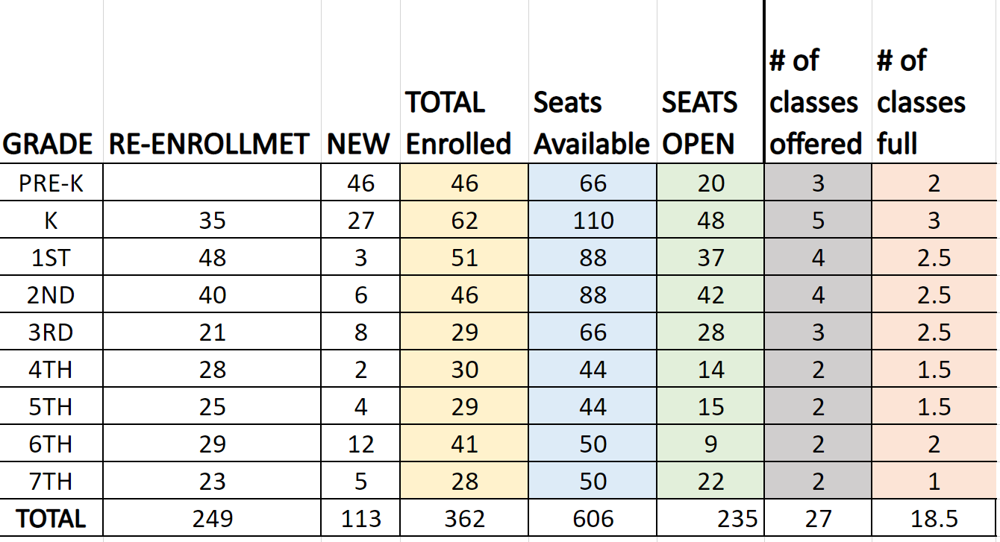 GRADE RE-ENROLLMET NEW TOTAL Enrolled Seats Available SEATS OPEN # of classes offered # of classes full
PRE-K 46 46 66 20 3 2
K 35 27 62 110 48 5 3
1ST 48 3 51 88 37 4 2.5
2ND 40 6 46 88 42 4 2.5
3RD 21 8 29 66 28 3 2.5
4TH 28 2 30 44 14 2 1.5
5TH 25 4 29 44 15 2 1.5
6TH 29 12 41 50 9 2 2
7TH 23 5 28 50 22 2 1
TOTAL 249 113 362 606 235 27 18.5